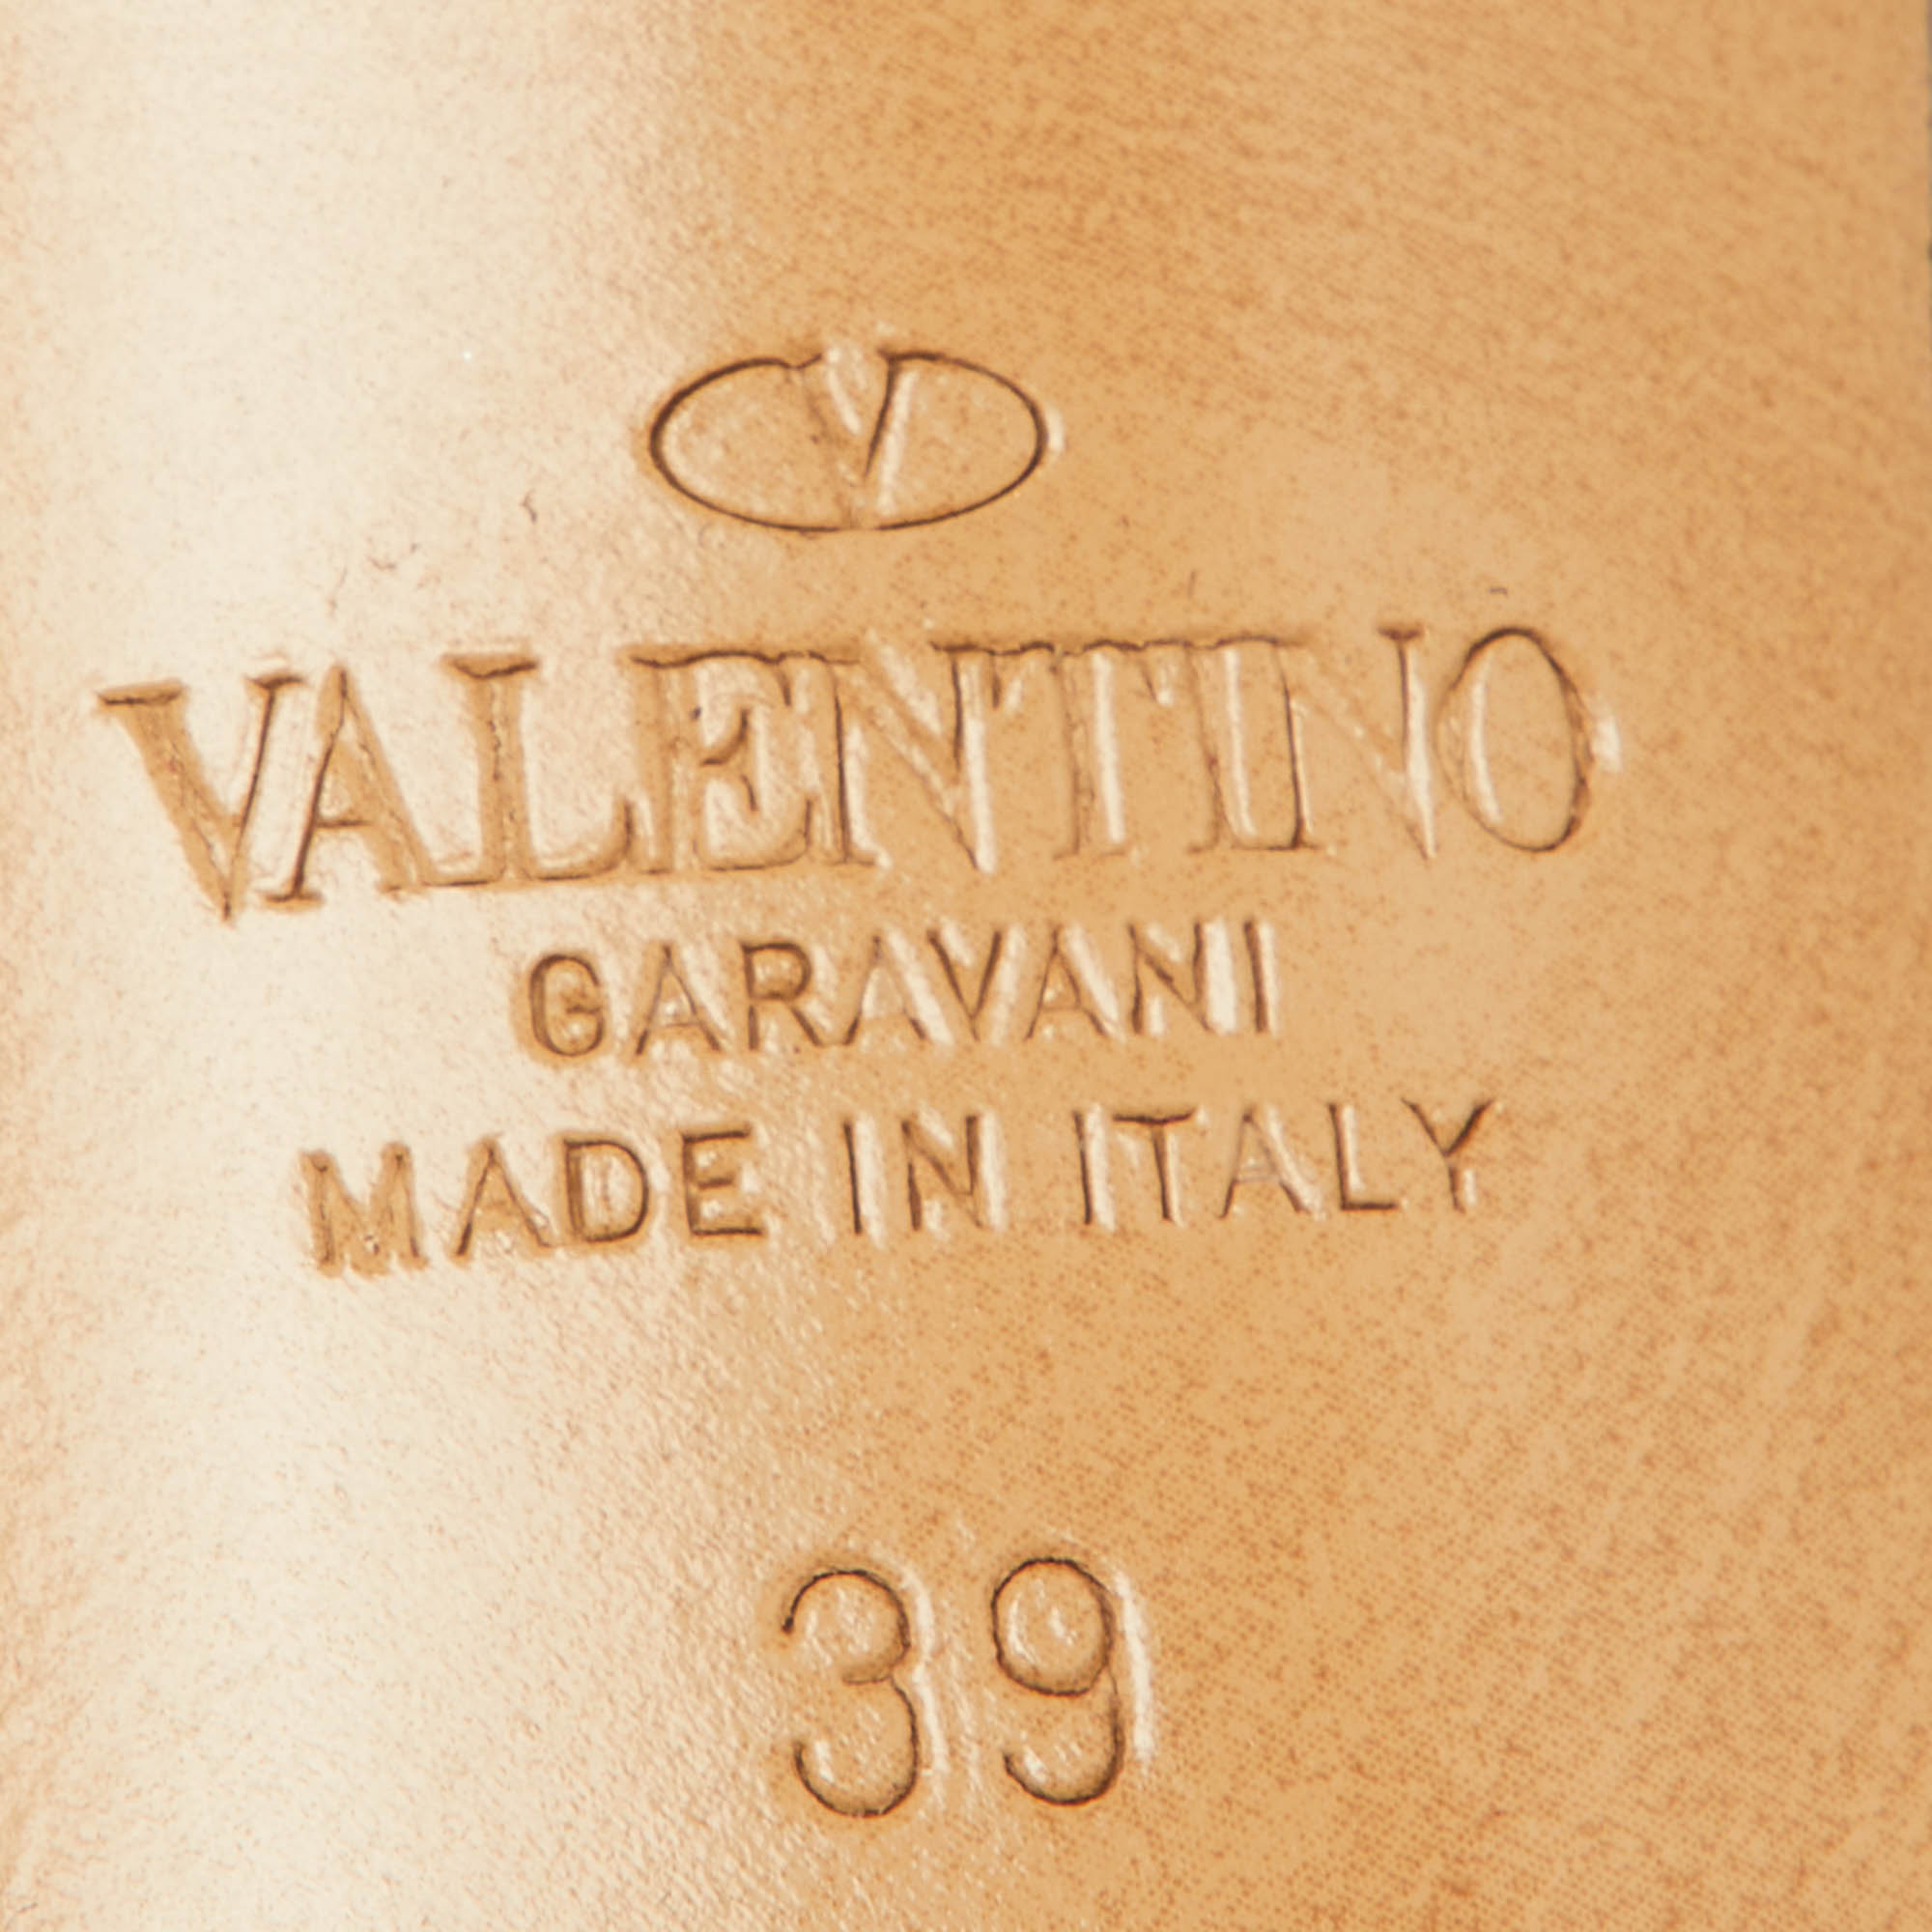 V
VALENTINO
GARAVANI
MADE IN ITALY
39